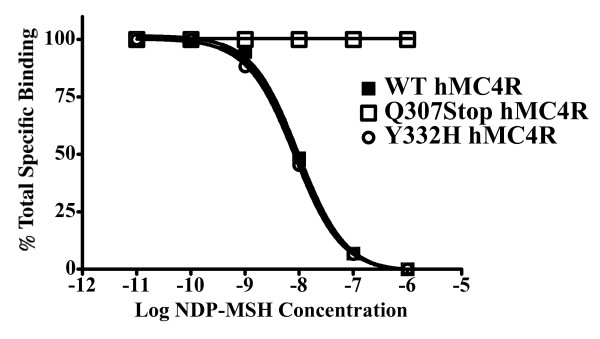 % Total Specific Binding
100
75
50
25
0
-12 -11 -10 -9 -8 -7 -6 -5
Log NDP-MSH Concentration
WT hMC4R
Q307Stop hMC4R
Y332H hMC4R